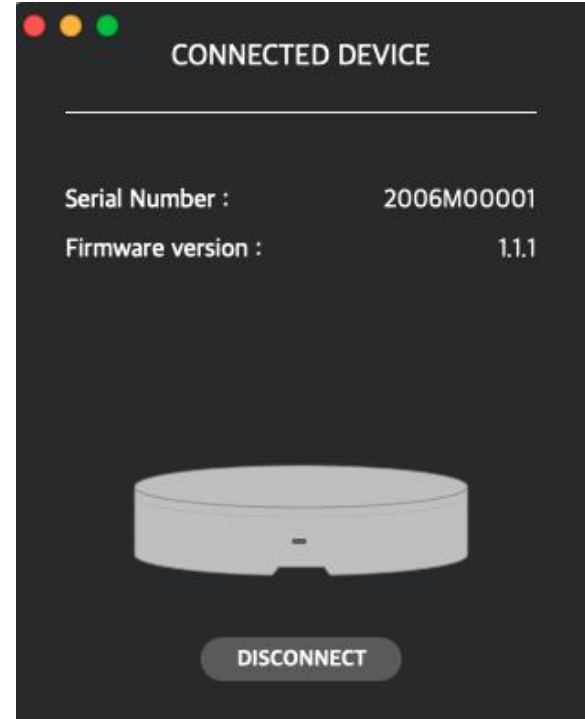 CONNECTED DEVICE
Serial Number : 2006M00001
Firmware version : 1.1.1
DISCONNECT